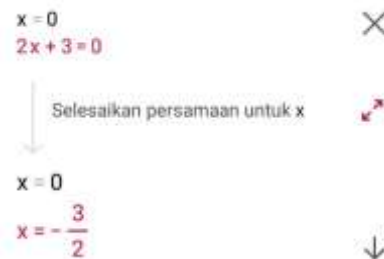 x = 0
2x + 3 = 0
Selesaikan persamaan untuk x
x = 0
x = - 3/2